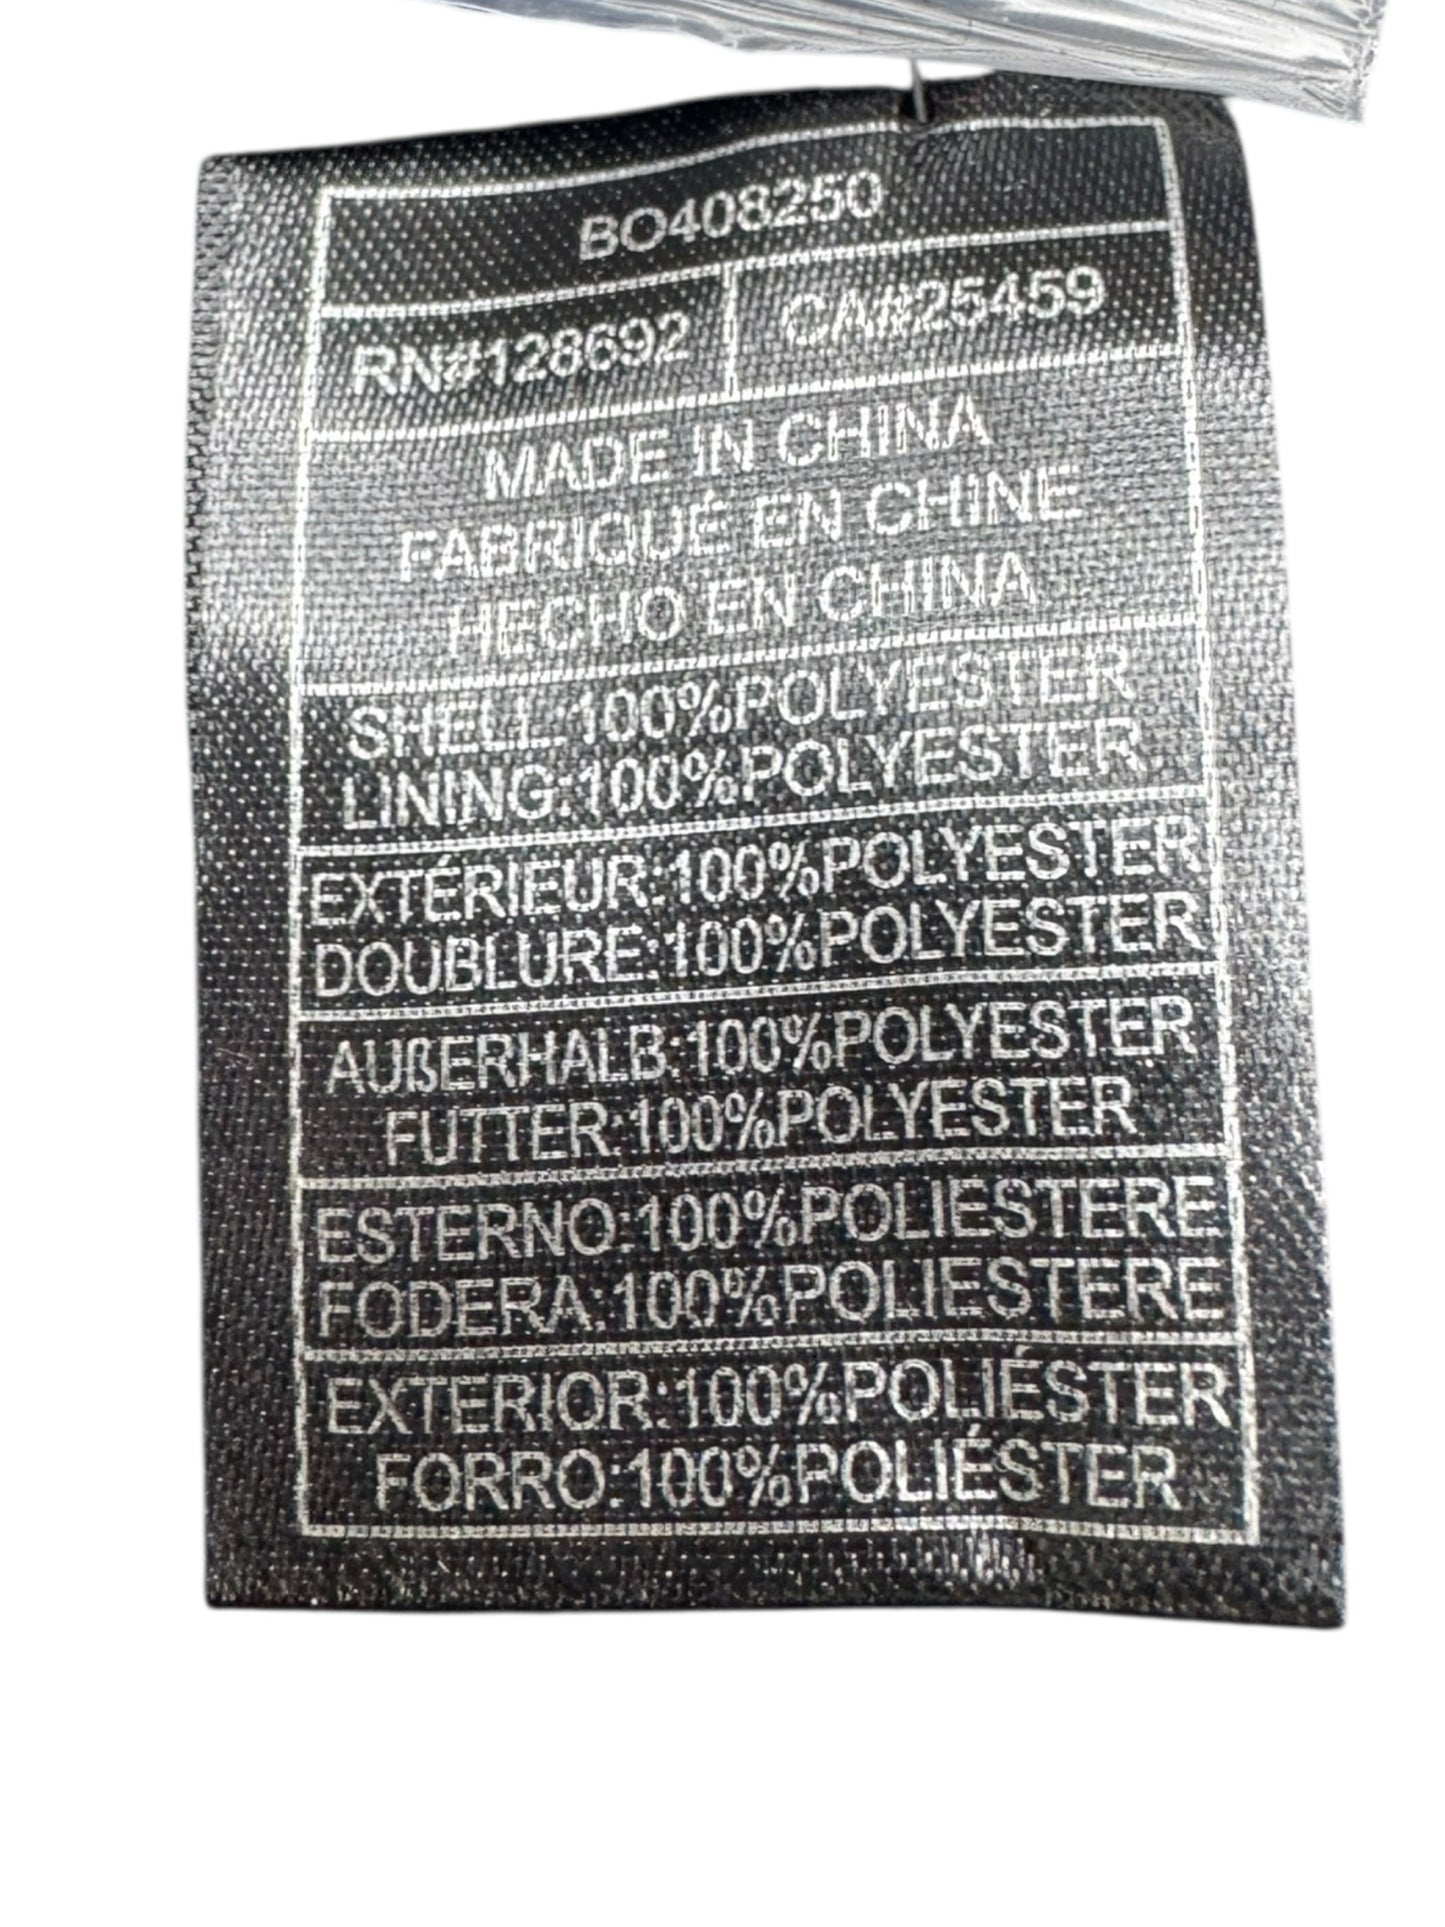 BO408250
RN#128692 CA#25459
MADE IN CHINA
FABRIQUÉ EN CHINE
HECHO EN CHINA
SHELL:100%POLYESTER
LINING:100%POLYESTER
EXTÉRIEUR:100%POLYESTER
DOUBLURE:100%POLYESTER
AUßERHALB:100%POLYESTER
FUTTER:100%POLYESTER
ESTERNO:100%POLIESTERE
FODERA:100%POLIESTERE
EXTERIOR:100%POLIÉSTER
FORRO:100%POLIÉSTER